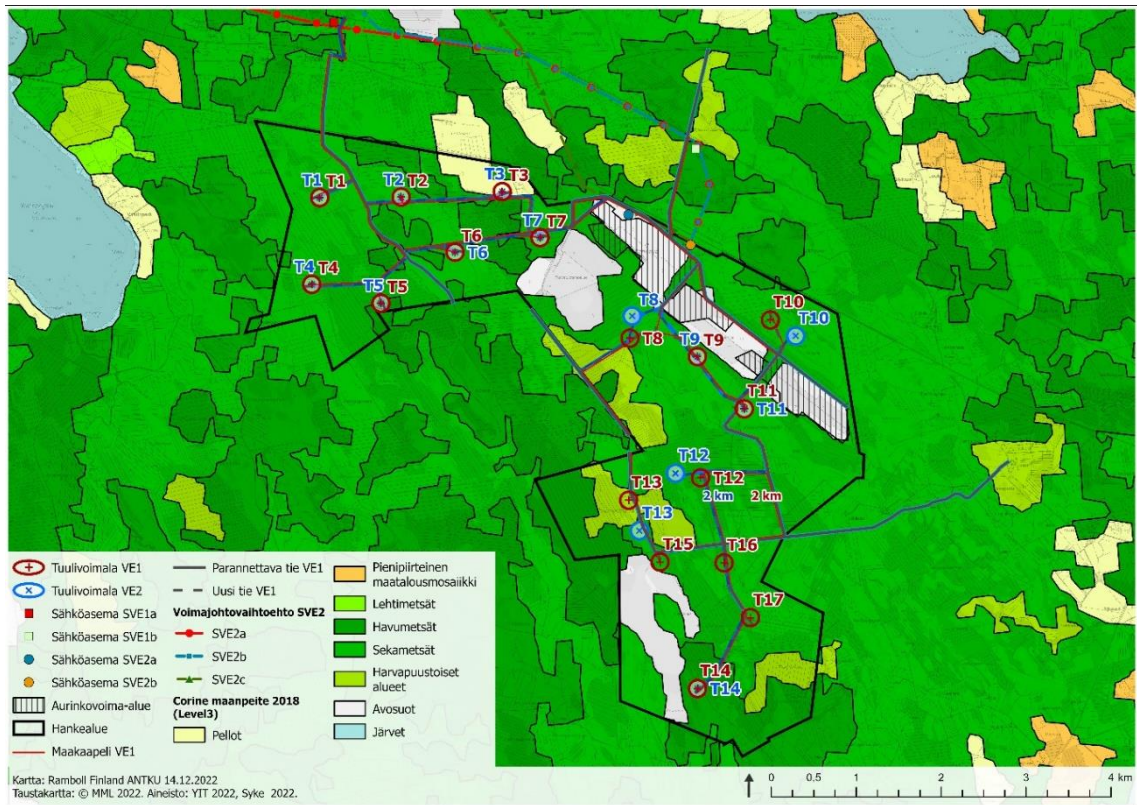 T1 T1
T2 T2
T3 T3
T7 T7
T6
T6
T4 T4
T5 T5
T8
T8
T9 T9
T10
T10
T11
T11
T12
T12
2 km 2 km
T13
T13
T15
T16
T17
T14
T14
Tuulivoimala VE1
Tuulivoimala VE2
Sähköasema SVE1a
Sähköasema SVE1b
Sähköasema SVE2a
Sähköasema SVE2b
Aurinkovoima-alue
Hankealue
Maakaapeli VE1
Parannettava tie VE1
Uusi tie VE1
Voimajohtovaihtoehto SVE2
SVE2a
SVE2b
SVE2c
Corine maanpeite 2018
(Level3)
Pellot
Pienipiirteinen
maatalousmosaiikki
Lehtimetsät
Havumetsät
Sekametsät
Harvapuustoiset
alueet
Avosuot
Järvet
Kartta: Ramboll Finland ANTKU 14.12.2022
Taustakartta: © MML 2022. Aineisto: YIT 2022, Syke 2022.
0 0.5 1 2 3 4 km